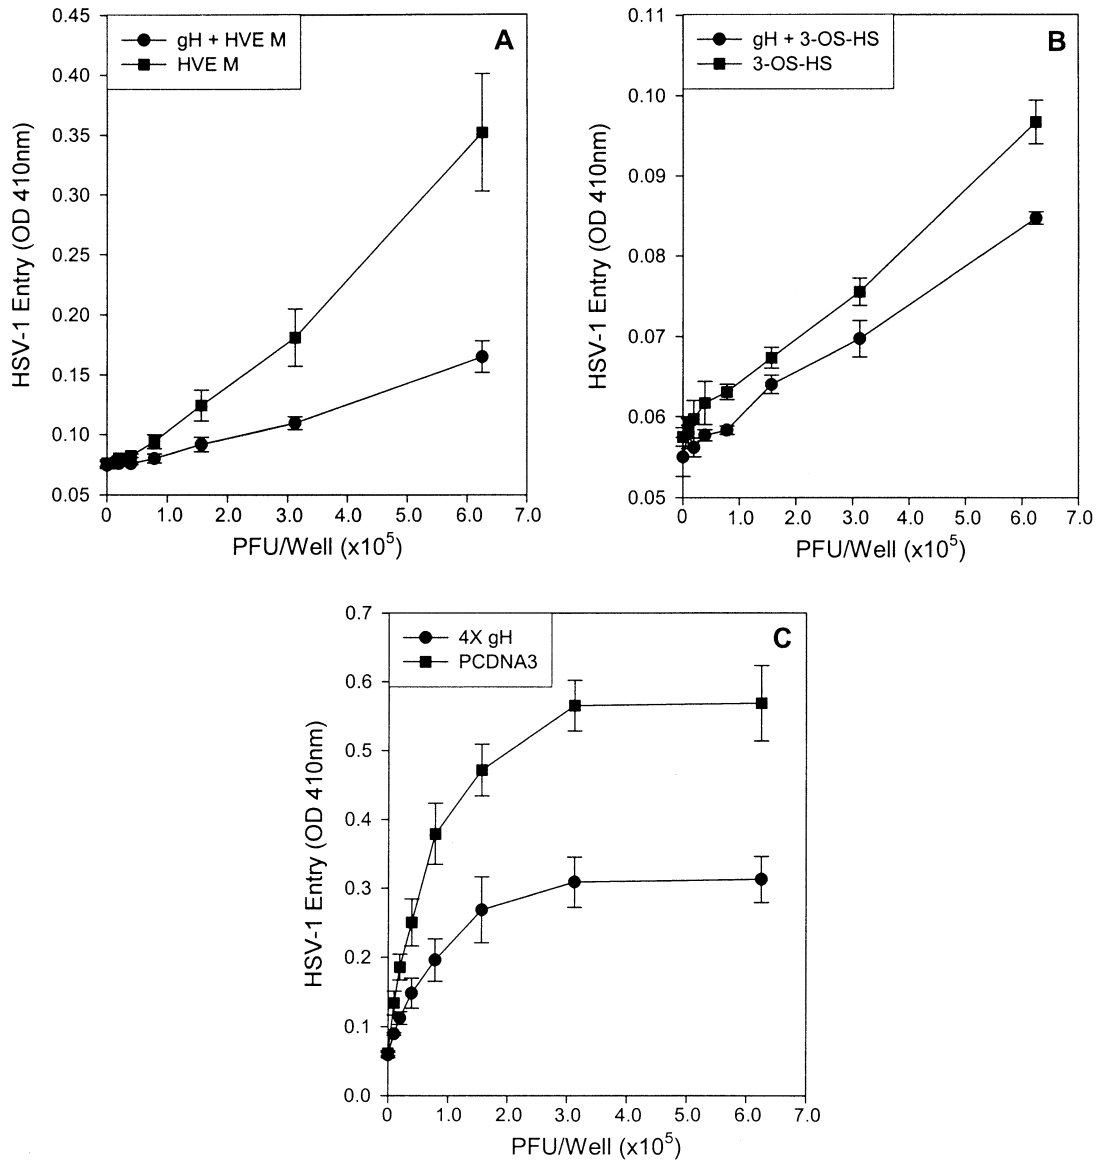 A
gH + HVE M
HVE M
HSV-1 Entry (OD 410nm)
0.45
0.40
0.35
0.30
0.25
0.20
0.15
0.10
0.05
0 1.0 2.0 3.0 4.0 5.0 6.0 7.0
PFU/Well (x10⁵)
B
gH + 3-OS-HS
3-OS-HS
HSV-1 Entry (OD 410nm)
0.11
0.10
0.09
0.08
0.07
0.06
0.05
0 1.0 2.0 3.0 4.0 5.0 6.0 7.0
PFU/Well (x10⁵)
C
4X gH
PCDNA3
HSV-1 Entry (OD 410nm)
0.7
0.6
0.5
0.4
0.3
0.2
0.1
0.0
0 1.0 2.0 3.0 4.0 5.0 6.0 7.0
PFU/Well (x10⁵)